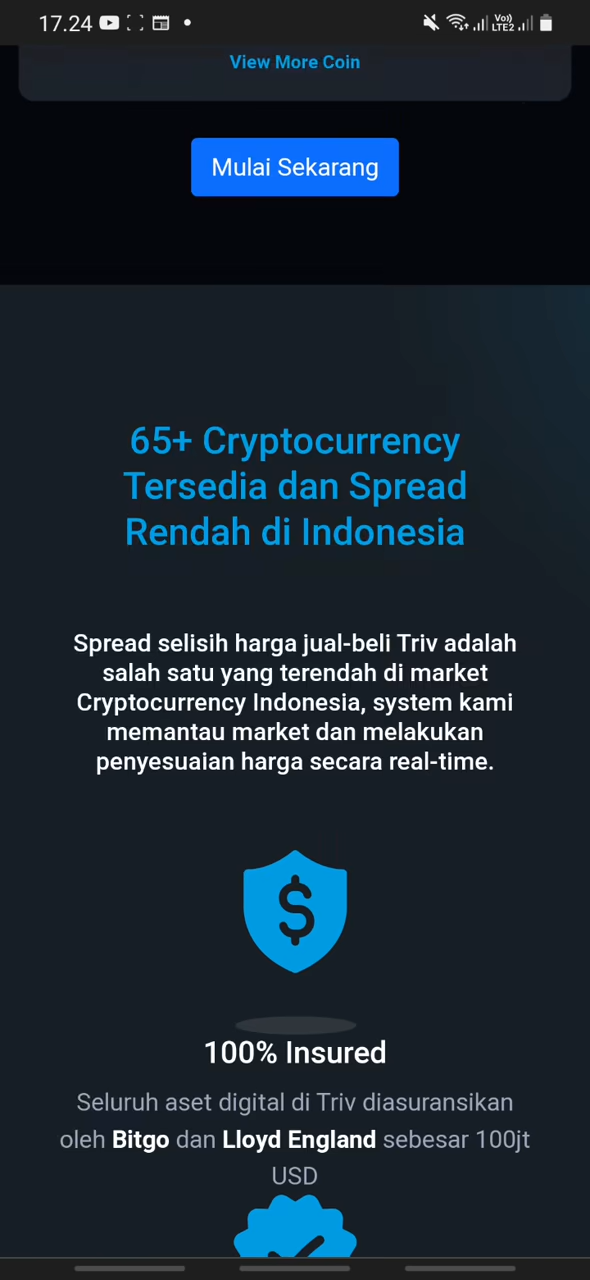 17.24
Vo))
LTE2
View More Coin
Mulai Sekarang
65+ Cryptocurrency
Tersedia dan Spread
Rendah di Indonesia
Spread selisih harga jual-beli Triv adalah
salah satu yang terendah di market
Cryptocurrency Indonesia, system kami
memantau market dan melakukan
penyesuaian harga secara real-time.
$
100% Insured
Seluruh aset digital di Triv diasuransikan
oleh Bitgo dan Lloyd England sebesar 100jt
USD